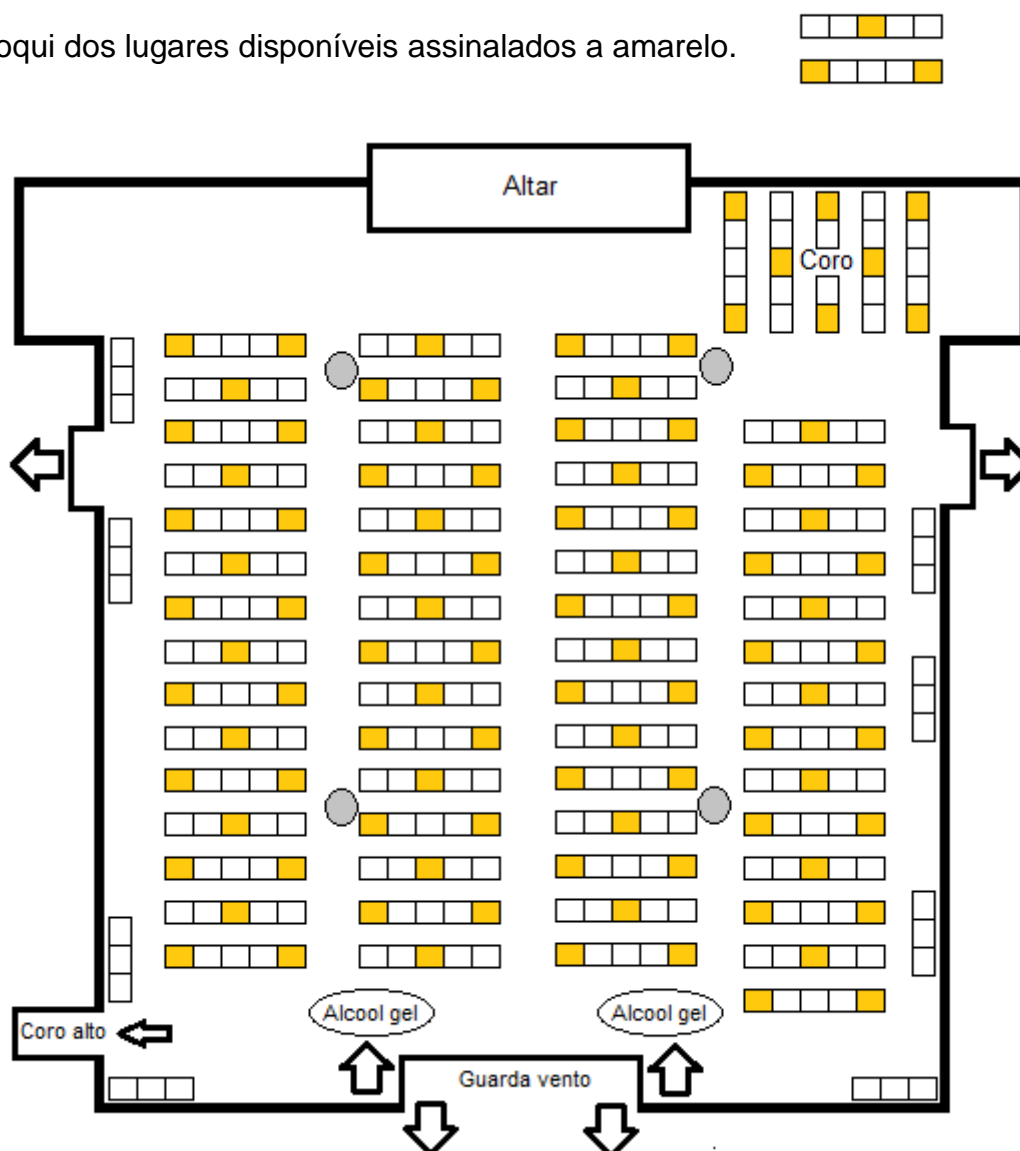 oqui dos lugares disponíveis assinalados a amarelo.
Altar
Coro
Alcool gel
Alcool gel
Coro alto
Guarda vento